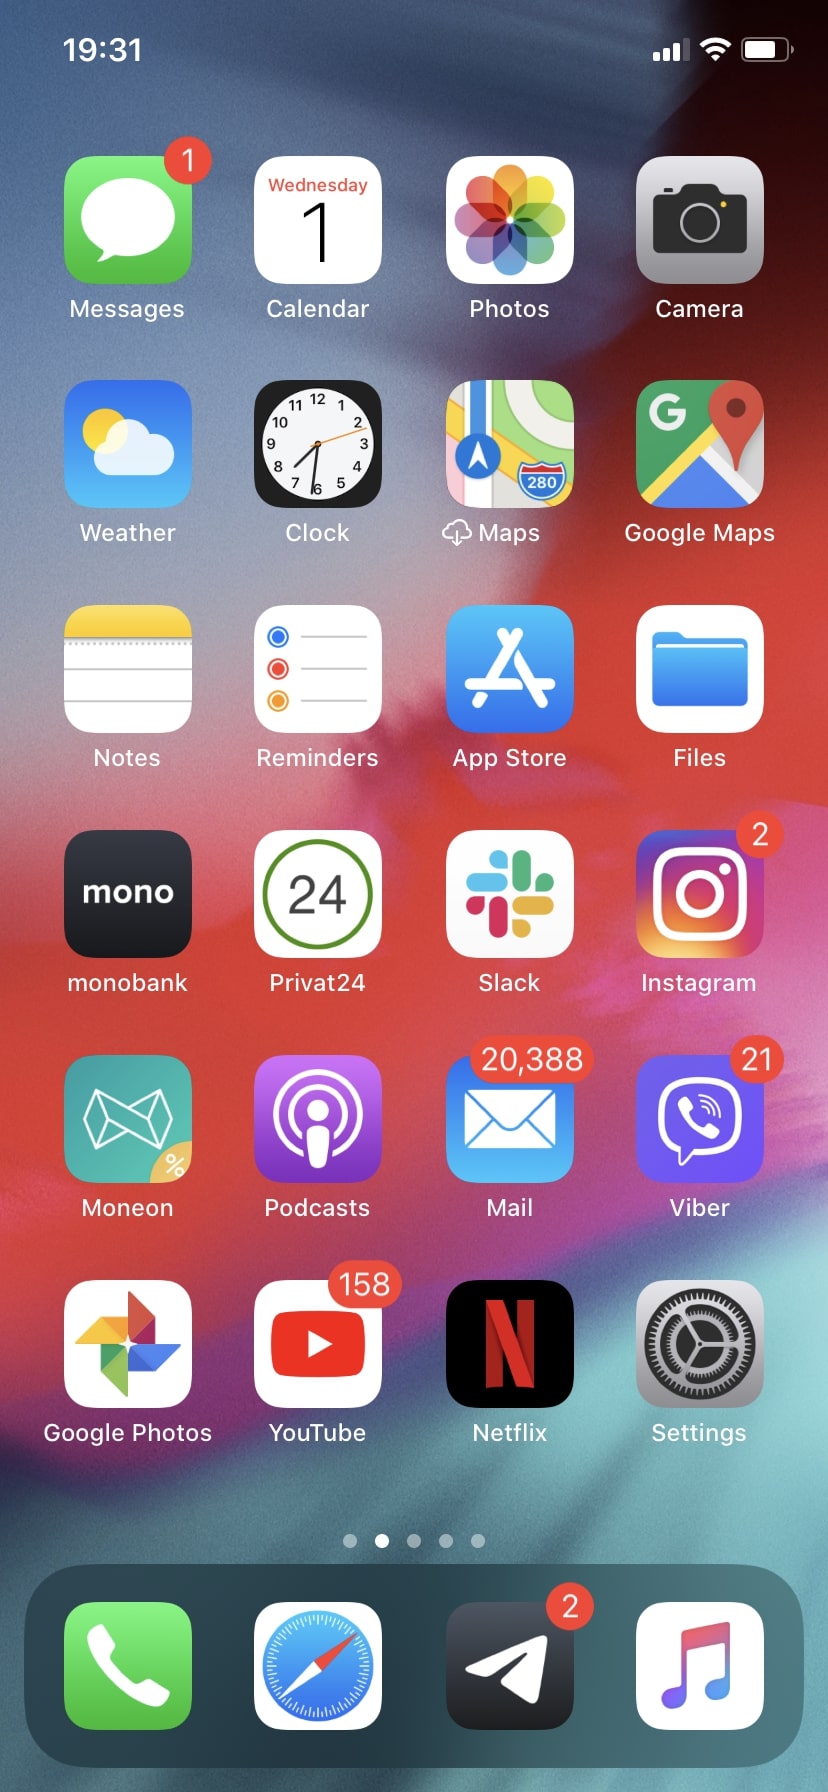 19:31
1
Wednesday
1
Messages Calendar Photos Camera
12
11 1
10 2
9 3
8 4
7 5
6
G
280
Weather Clock Maps Google Maps
Notes Reminders App Store Files
2
mono 24
monobank Privat24 Slack Instagram
20,388 21
%
Moneon Podcasts Mail Viber
158
Google Photos YouTube Netflix Settings
2